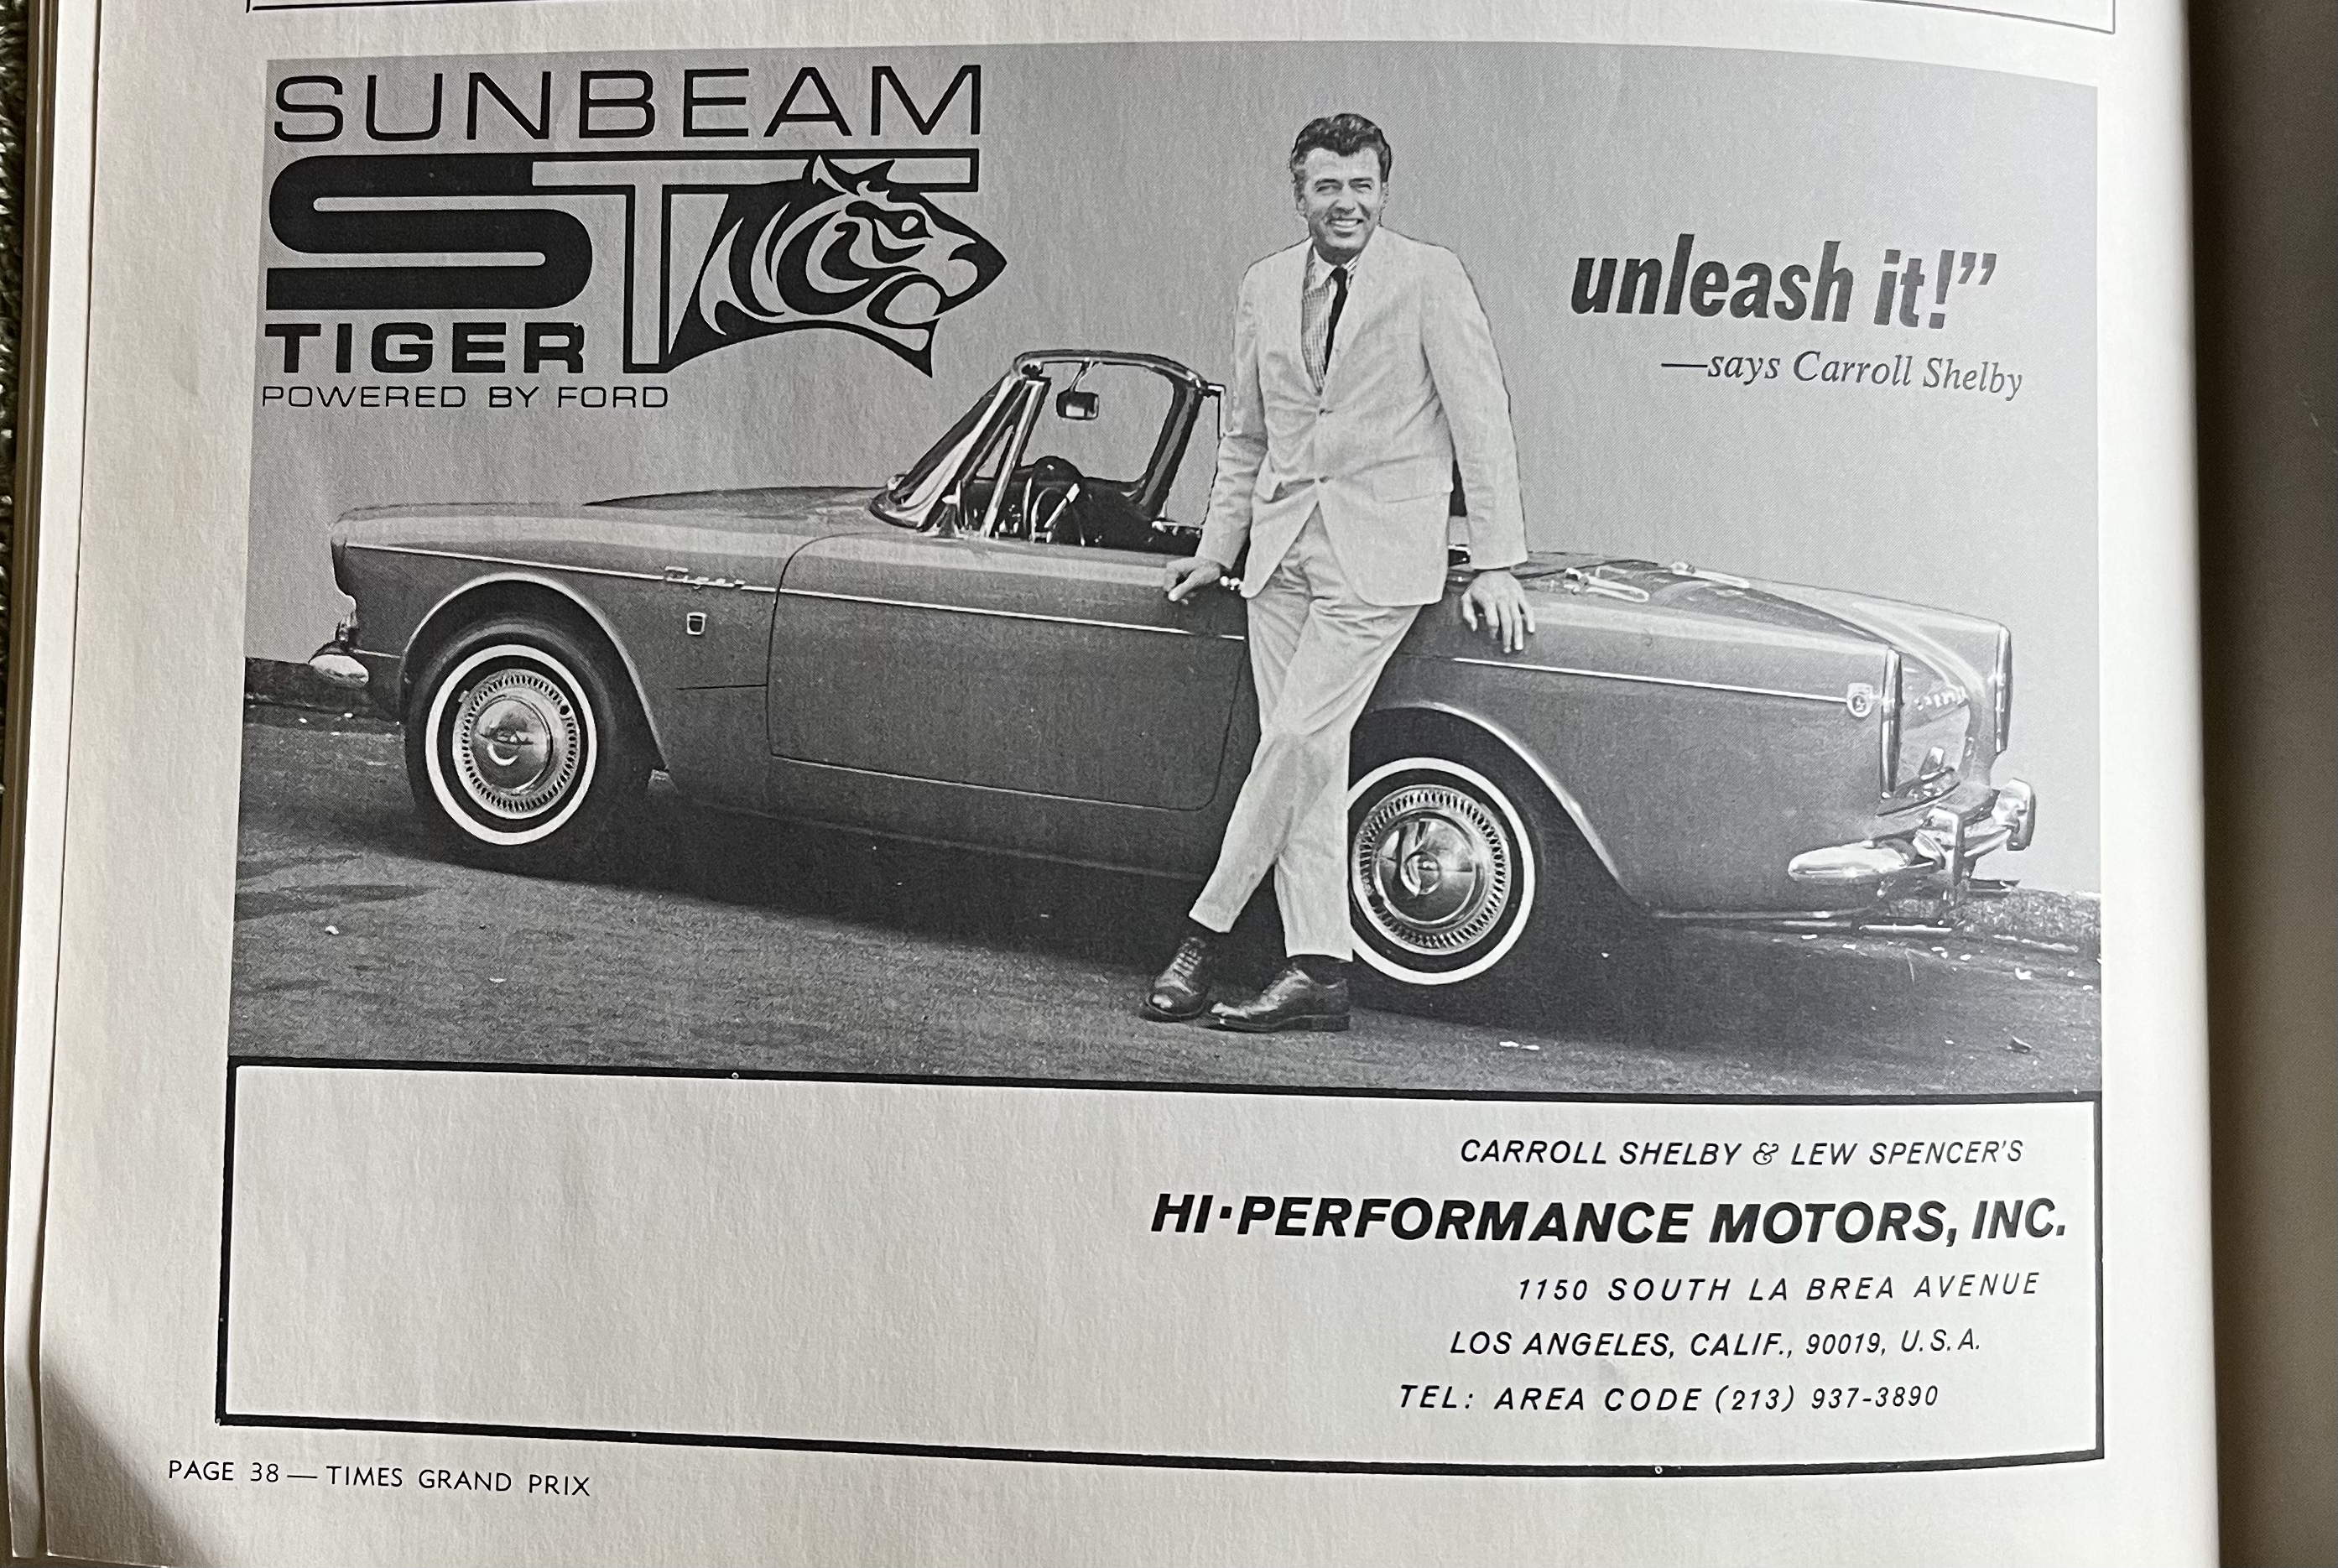 SUNBEAM
ST
TIGER
POWERED BY FORD
unleash it!”
—says Carroll Shelby
Tiger
CARROLL SHELBY & LEW SPENCER'S
HI·PERFORMANCE MOTORS, INC.
1150 SOUTH LA BREA AVENUE
LOS ANGELES, CALIF., 90019, U.S.A.
TEL: AREA CODE (213) 937-3890
PAGE 38 — TIMES GRAND PRIX